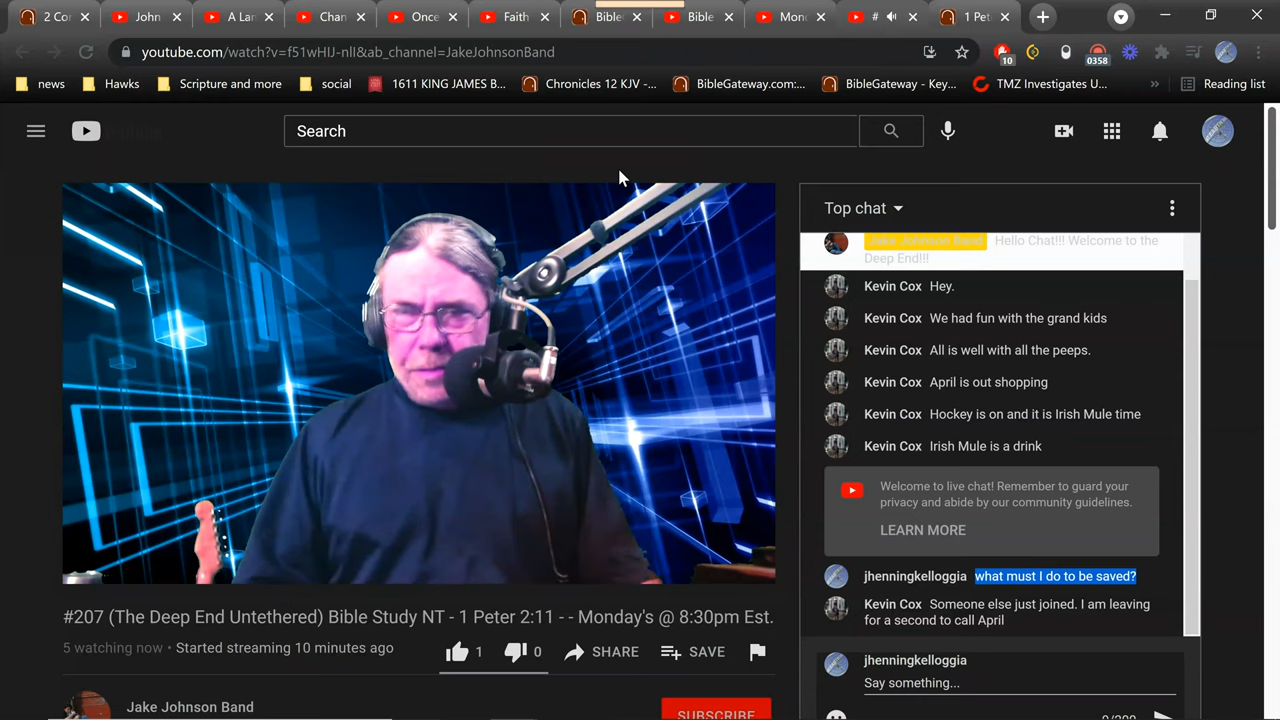 2 Co
John
A Lan
Chan
Once
Faith
Bible
Bible
Mond
#
1 Pet
youtube.com/watch?v=f51wHIJ-nlI&ab_channel=JakeJohnsonBand
10
0358
news
Hawks
Scripture and more
social
1611 KING JAMES B...
Chronicles 12 KJV -...
BibleGateway.com:...
BibleGateway - Key...
TMZ Investigates U...
»
Reading list
Search
Top chat
Jake Johnson Band Hello Chat!!! Welcome to the
Deep End!!!
Kevin Cox Hey.
Kevin Cox We had fun with the grand kids
Kevin Cox All is well with all the peeps.
Kevin Cox April is out shopping
Kevin Cox Hockey is on and it is Irish Mule time
Kevin Cox Irish Mule is a drink
Welcome to live chat! Remember to guard your
privacy and abide by our community guidelines.
LEARN MORE
jhenningkelloggia what must I do to be saved?
Kevin Cox Someone else just joined. I am leaving
for a second to call April
jhenningkelloggia
Say something...
#207 (The Deep End Untethered) Bible Study NT - 1 Peter 2:11 - - Monday's @ 8:30pm Est.
5 watching now • Started streaming 10 minutes ago
1
0
SHARE
SAVE
Jake Johnson Band
SUBSCRIBE